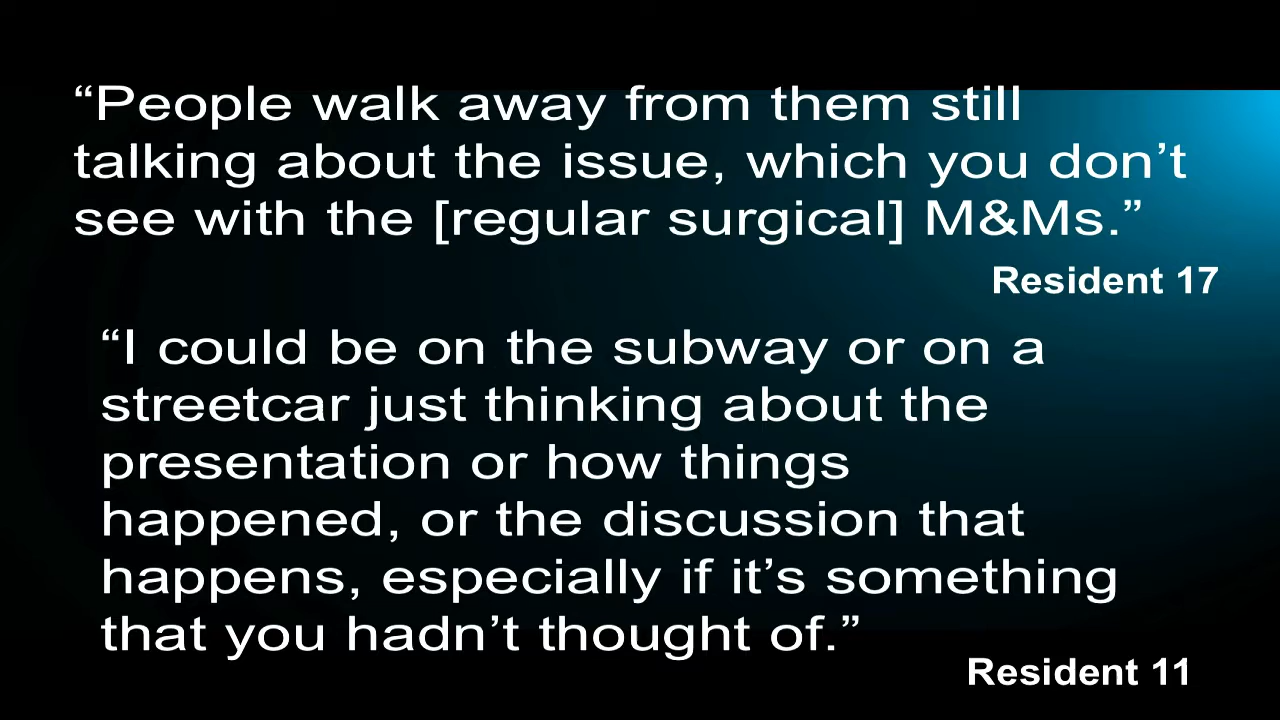 “People walk away from them still
talking about the issue, which you don’t
see with the [regular surgical] M&Ms.”
Resident 17
“I could be on the subway or on a
streetcar just thinking about the
presentation or how things
happened, or the discussion that
happens, especially if it’s something
that you hadn’t thought of.”
Resident 11